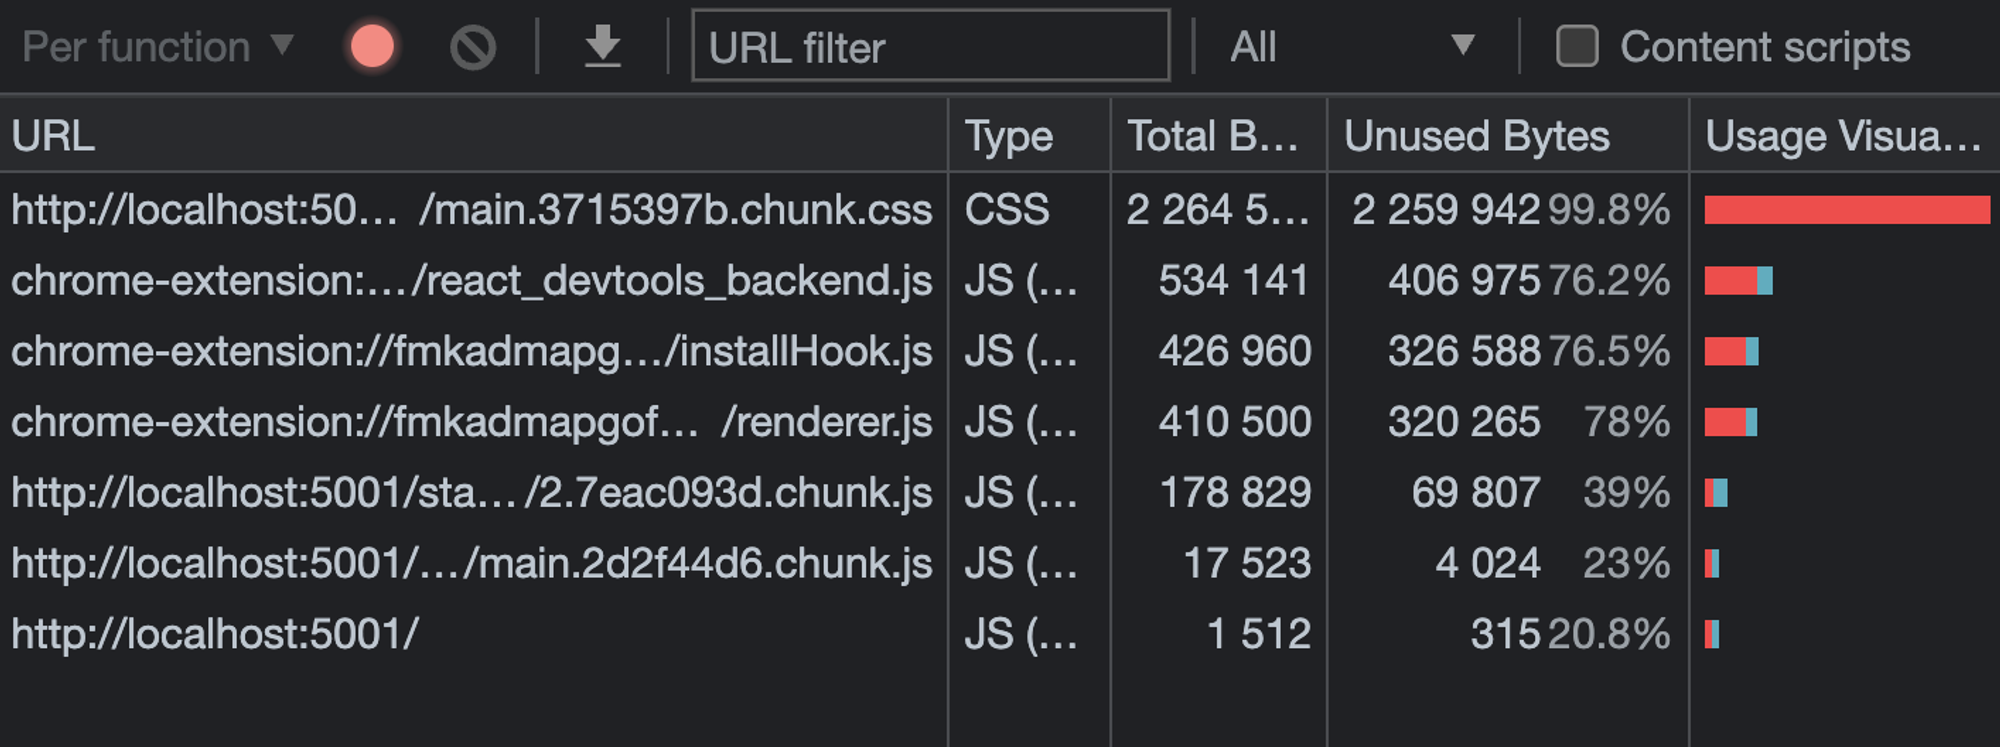 Per function ▼ URL filter All ▼ Content scripts
URL Type Total B... Unused Bytes Usage Visua...
http://localhost:50... /main.3715397b.chunk.css CSS 2 264 5... 2 259 942 99.8%
chrome-extension:.../react_devtools_backend.js JS (... 534 141 406 975 76.2%
chrome-extension://fmkadmapg.../installHook.js JS (... 426 960 326 588 76.5%
chrome-extension://fmkadmapgof... /renderer.js JS (... 410 500 320 265 78%
http://localhost:5001/sta... /2.7eac093d.chunk.js JS (... 178 829 69 807 39%
http://localhost:5001/.../main.2d2f44d6.chunk.js JS (... 17 523 4 024 23%
http://localhost:5001/ JS (... 1 512 315 20.8%